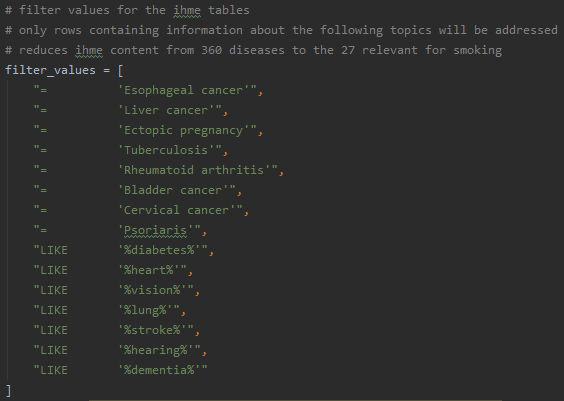 # filter values for the ihme tables
# only rows containing information about the following topics will be addressed
# reduces ihme content from 360 diseases to the 27 relevant for smoking
filter_values = [
    "=          'Esophageal cancer'",
    "=          'Liver cancer'",
    "=          'Ectopic pregnancy'",
    "=          'Tuberculosis'",
    "=          'Rheumatoid arthritis'",
    "=          'Bladder cancer'",
    "=          'Cervical cancer'",
    "=          'Psoriaris'",
    "LIKE       '%diabetes%'",
    "LIKE       '%heart%'",
    "LIKE       '%vision%'",
    "LIKE       '%lung%'",
    "LIKE       '%stroke%'",
    "LIKE       '%hearing%'",
    "LIKE       '%dementia%'"
]